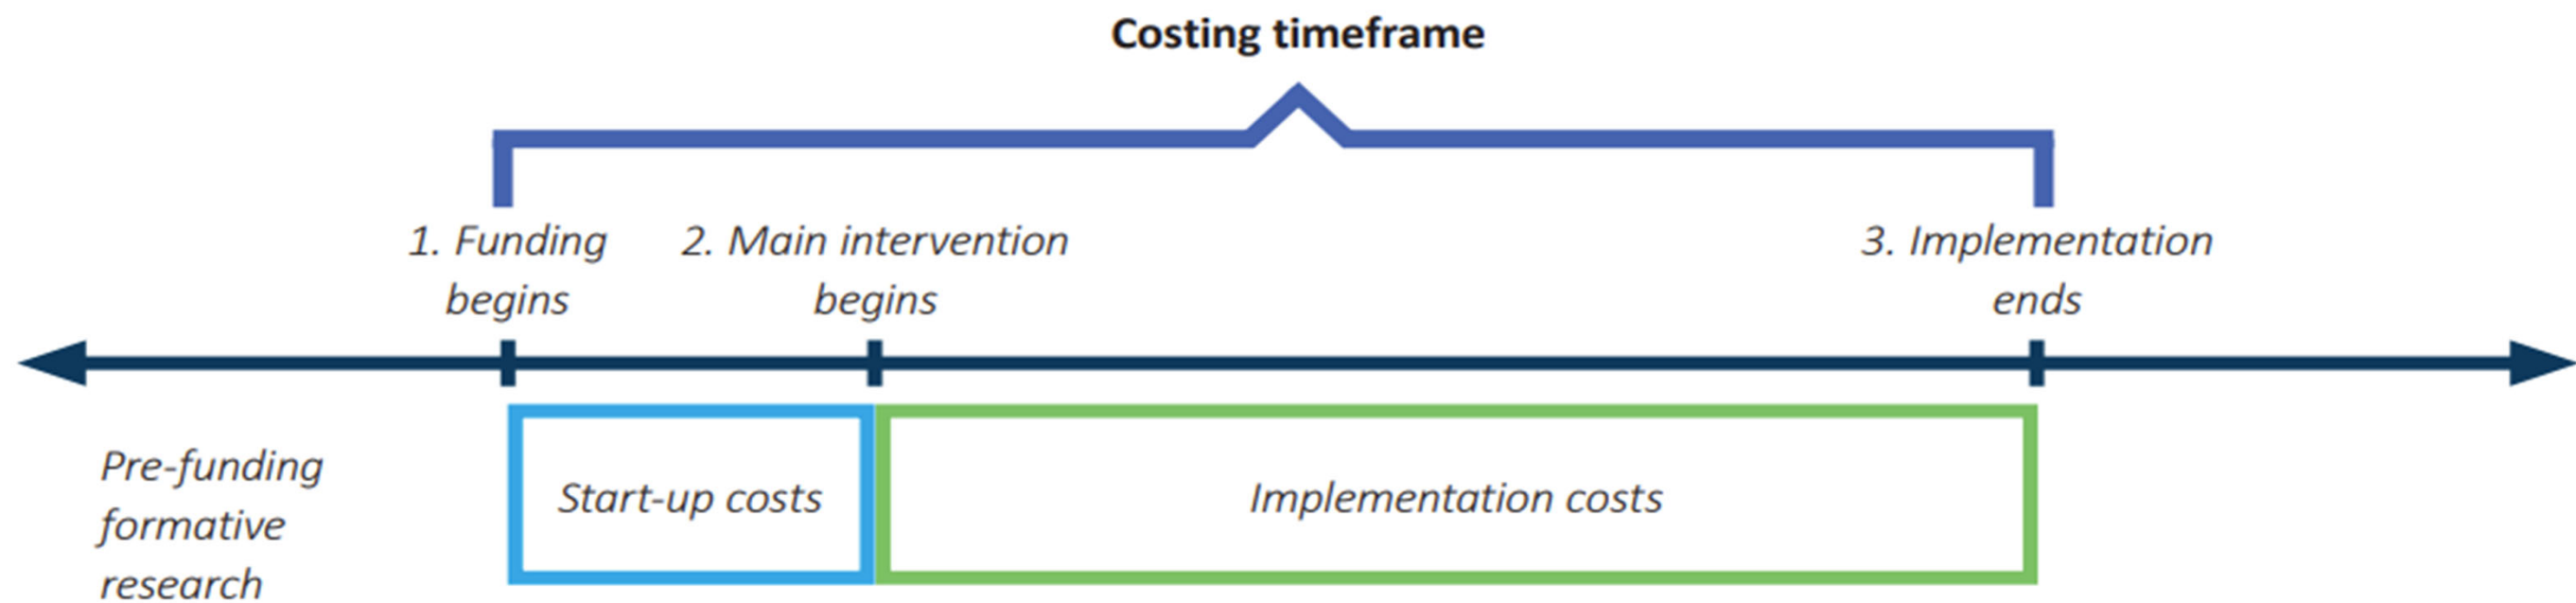 Costing timeframe
1. Funding
begins
2. Main intervention
begins
3. Implementation
ends
Pre-funding
formative
research
Start-up costs
Implementation costs